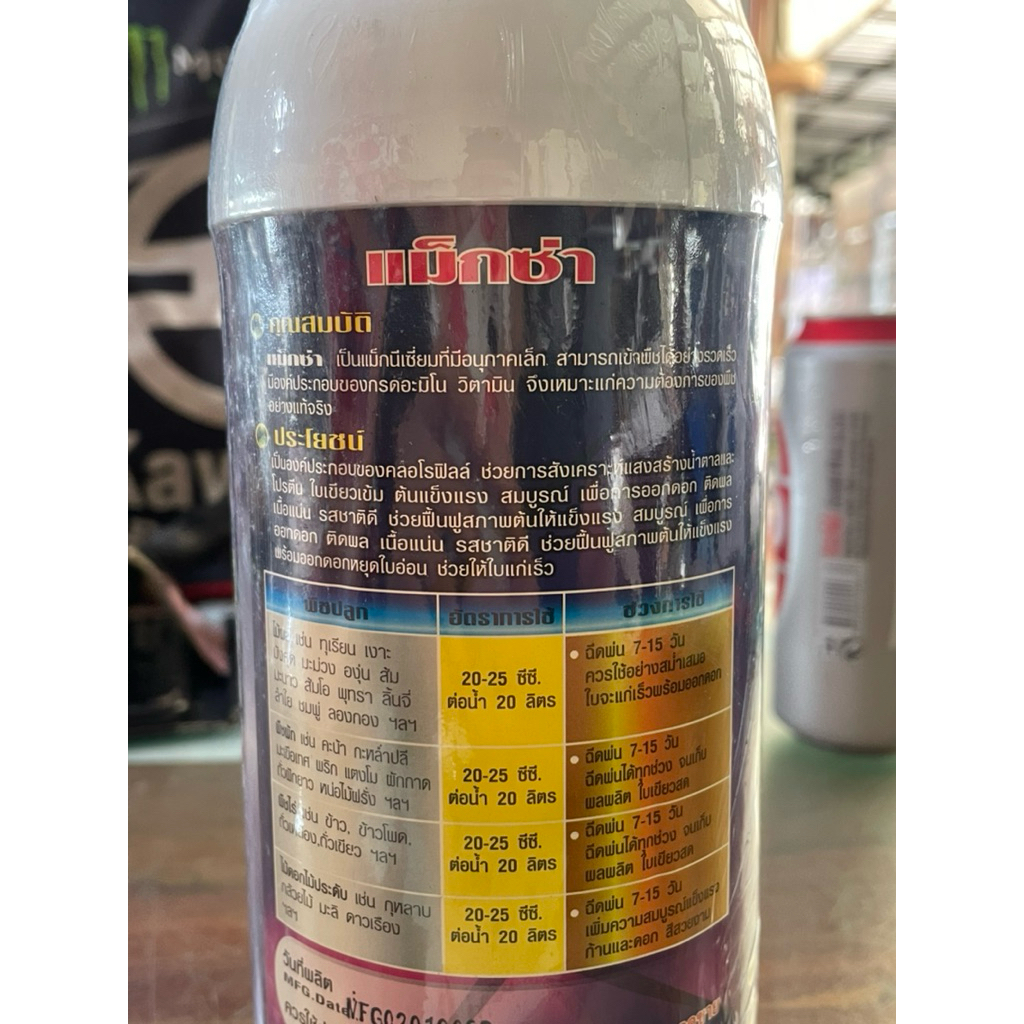 แม็กซ่า
คุณสมบัติ
แม็กซ่า เป็นแม็กนีเซี่ยมที่มีอนุภาคเล็ก สามารถเข้าพืชได้อย่างรวดเร็ว
มีองค์ประกอบของกรดอะมิโน วิตามิน จึงเหมาะแก่ความต้องการของพืช
อย่างแท้จริง
ประโยชน์
เป็นองค์ประกอบของคลอโรฟิลล์ ช่วยการสังเคราะห์แสงสร้างน้ำตาลและ
โปรตีน ใบเขียวเข้ม ต้นแข็งแรง สมบูรณ์ เพื่อการออกดอก ติดผล
เนื้อแน่น รสชาติดี ช่วยฟื้นฟูสภาพต้นให้แข็งแรง สมบูรณ์ เพื่อการ
ออกดอก ติดพล เนื้อแน่น รสชาติดี ช่วยฟื้นฟูสภาพต้นให้แข็งแรง
พร้อมออกดอกหยุดใบอ่อน ช่วยให้ใบแก่เร็ว
พืชปลูก อัตราการใช้ ช่วงการใช้
ไม้ผล เช่น ทุเรียน เงาะ
มังคุด มะม่วง องุ่น ส้ม
มะนาว ส้มโอ พุทรา ลิ้นจี่
ลำไย ชมพู่ ลองกอง ฯลฯ
20-25 ซีซี.
ต่อน้ำ 20 ลิตร
• ฉีดพ่น 7-15 วัน
ควรใช้อย่างสม่ำเสมอ
ใบจะแก่เร็วพร้อมออกดอก
พืชผัก เช่น คะน้า กะหล่ำปลี
มะเขือเทศ พริก แตงโม ผักกาด
ถั่วฝักยาว หน่อไม้ฝรั่ง ฯลฯ
20-25 ซีซี.
ต่อน้ำ 20 ลิตร
• ฉีดพ่น 7-15 วัน
ฉีดพ่นได้ทุกช่วง จนเก็บ
ผลผลิต ใบเขียวสด
พืชไร่ เช่น ข้าว, ข้าวโพด,
ถั่วเหลือง,ถั่วเขียว ฯลฯ
20-25 ซีซี.
ต่อน้ำ 20 ลิตร
• ฉีดพ่น 7-15 วัน
ฉีดพ่นได้ทุกช่วง จนเก็บ
ผลผลิต ใบเขียวสด
ไม้ดอกไม้ประดับ เช่น กุหลาบ
กล้วยไม้ มะลิ ดาวเรือง
ฯลฯ
20-25 ซีซี.
ต่อน้ำ 20 ลิตร
• ฉีดพ่น 7-15 วัน
เพิ่มความสมบูรณ์แข็งแรง
ก้านและดอก สีสวยงาม
วันที่ผลิต
MFG.Date